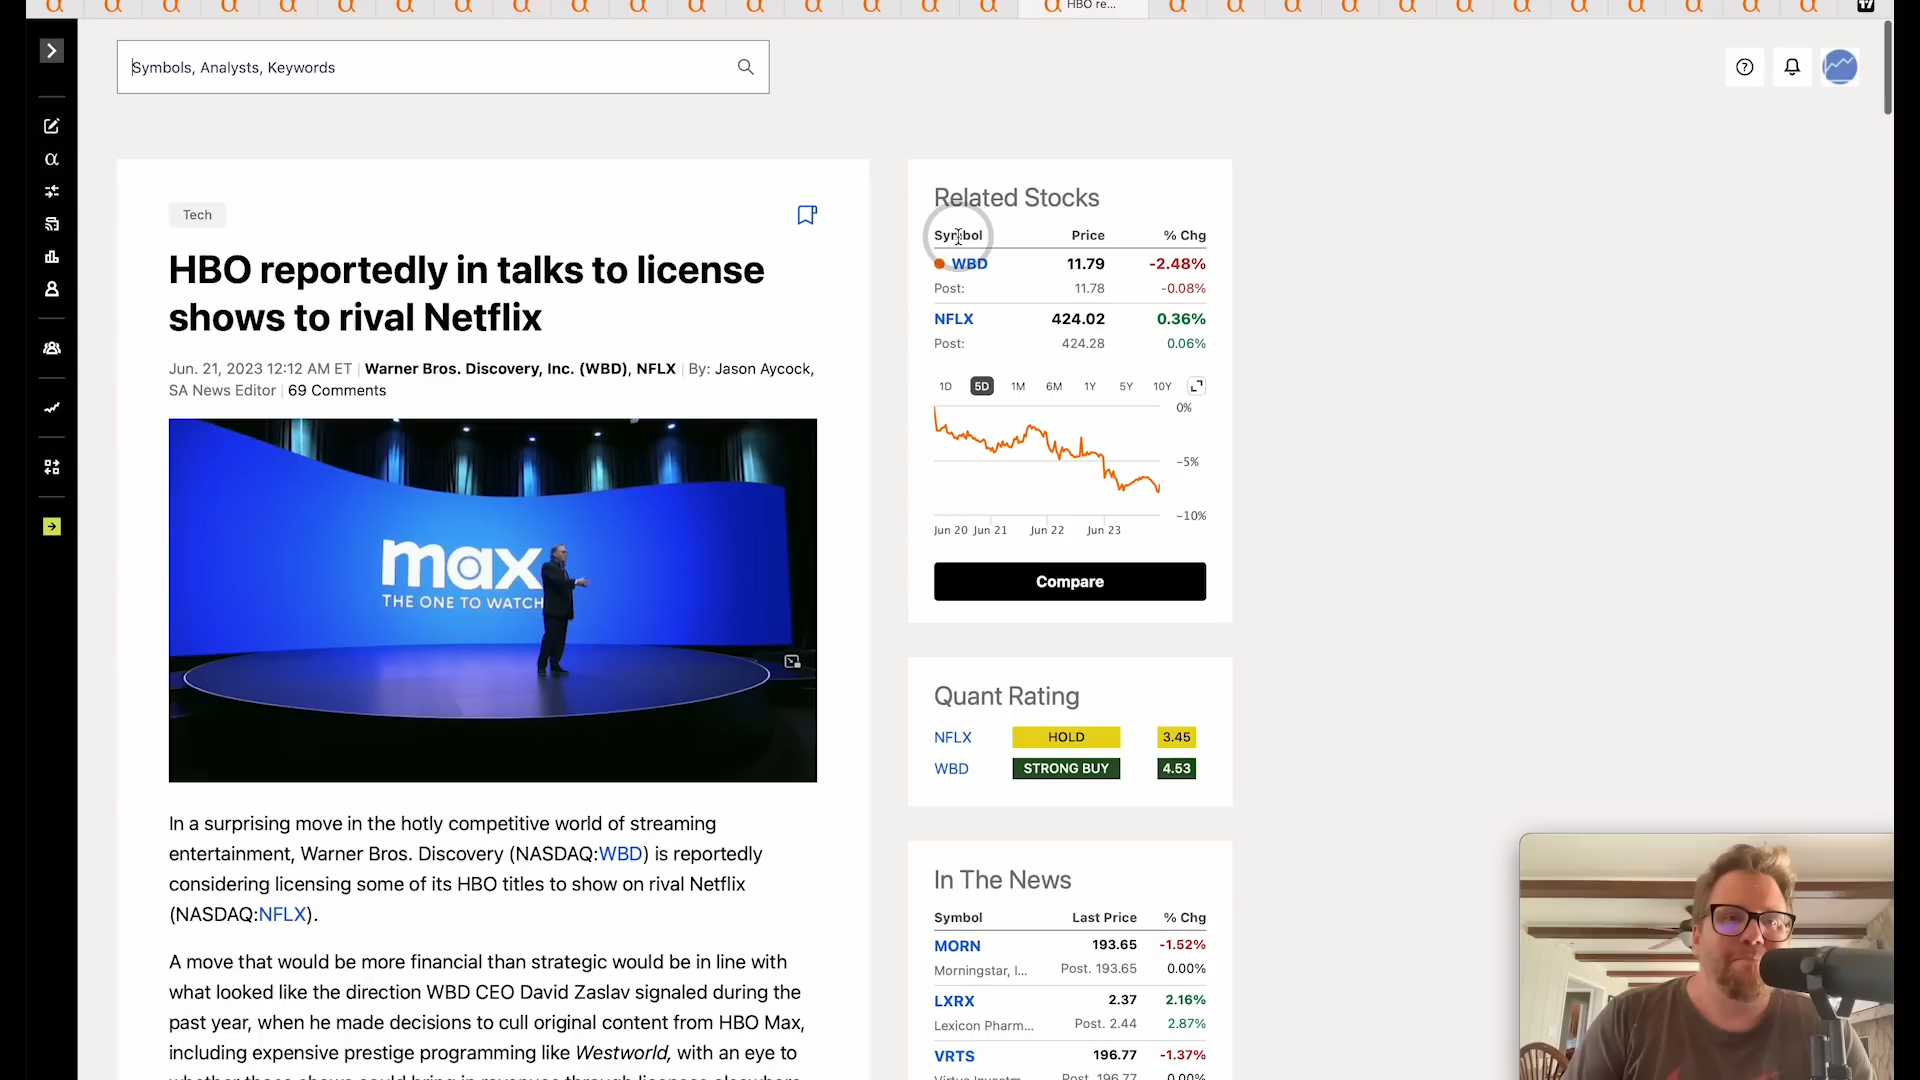 HBO re...
Symbols, Analysts, Keywords
Tech
HBO reportedly in talks to license
shows to rival Netflix
Jun. 21, 2023 12:12 AM ET | Warner Bros. Discovery, Inc. (WBD), NFLX | By: Jason Aycock,
SA News Editor | 69 Comments
max
THE ONE TO WATCH
In a surprising move in the hotly competitive world of streaming
entertainment, Warner Bros. Discovery (NASDAQ:WBD) is reportedly
considering licensing some of its HBO titles to show on rival Netflix
(NASDAQ:NFLX).
A move that would be more financial than strategic would be in line with
what looked like the direction WBD CEO David Zaslav signaled during the
past year, when he made decisions to cull original content from HBO Max,
including expensive prestige programming like Westworld, with an eye to
Related Stocks
Symbol Price % Chg
WBD 11.79 -2.48%
Post: 11.78 -0.08%
NFLX 424.02 0.36%
Post: 424.28 0.06%
1D 5D 1M 6M 1Y 5Y 10Y
0%
-5%
-10%
Jun 20 Jun 21 Jun 22 Jun 23
Compare
Quant Rating
NFLX HOLD 3.45
WBD STRONG BUY 4.53
In The News
Symbol Last Price % Chg
MORN 193.65 -1.52%
Morningstar, I... Post. 193.65 0.00%
LXRX 2.37 2.16%
Lexicon Pharm... Post. 2.44 2.87%
VRTS 196.77 -1.37%
Post. 196.77 0.00%